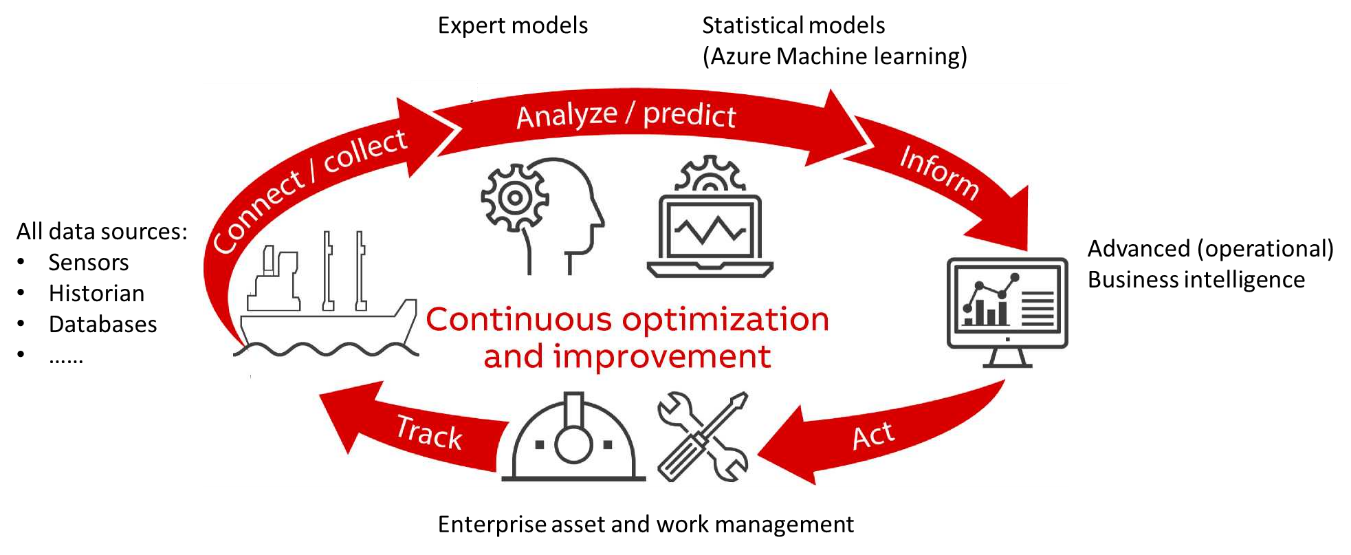 Expert models
Statistical models
(Azure Machine learning)
Connect / collect
Analyze / predict
Inform
All data sources:
• Sensors
• Historian
• Databases
• ......
Advanced (operational)
Business intelligence
Continuous optimization
and improvement
Track
Act
Enterprise asset and work management